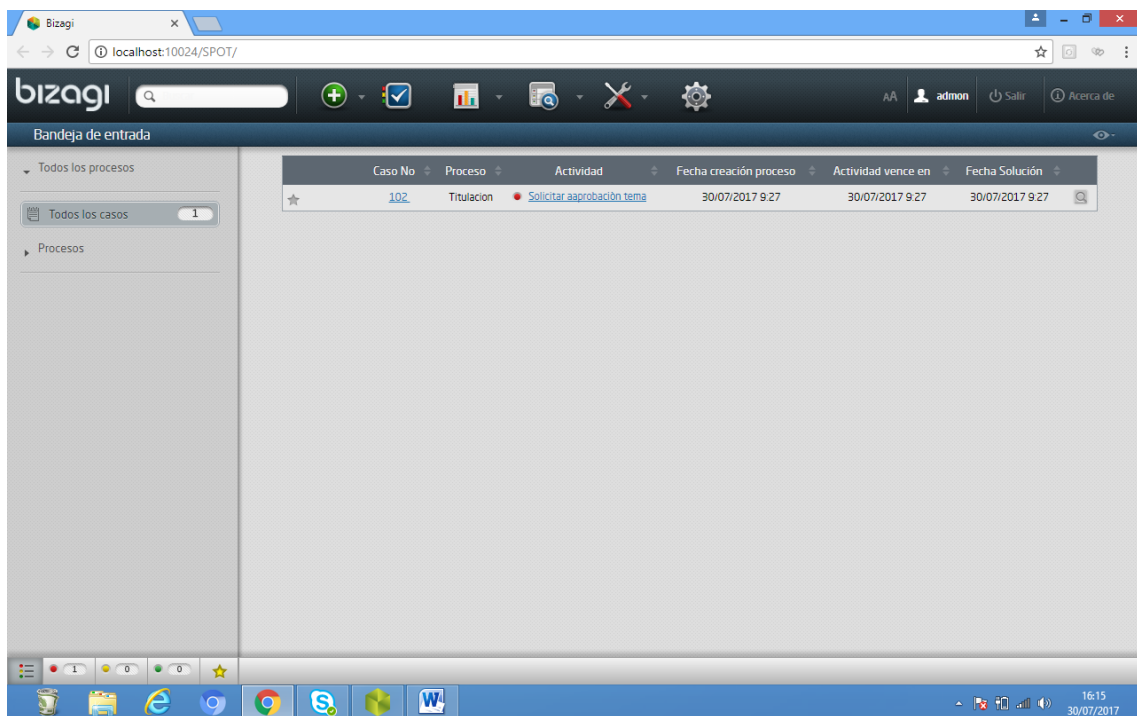 Bizagi
localhost:10024/SPOT/
bizagi
AA admon Salir Acerca de
Bandeja de entrada
Todos los procesos
Todos los casos 1
Procesos
Caso No Proceso Actividad Fecha creación proceso Actividad vence en Fecha Solución
102 Titulacion Solicitar aaprobación tema 30/07/2017 9:27 30/07/2017 9:27 30/07/2017 9:27
1 0 0
16:15
30/07/2017